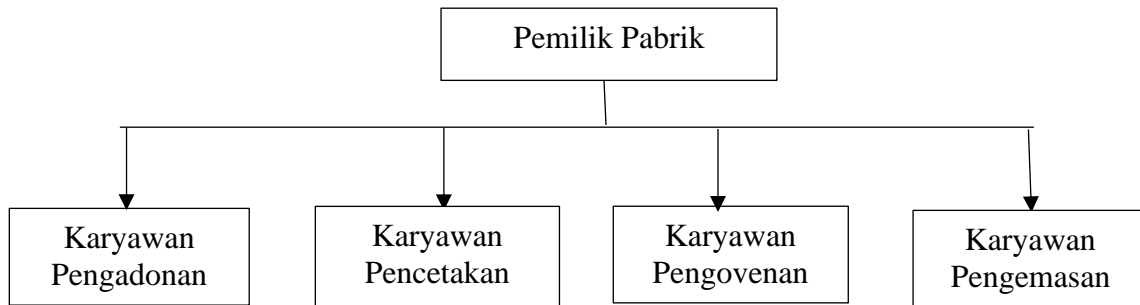 Pemilik Pabrik
Karyawan
Pengadonan
Karyawan
Pencetakan
Karyawan
Pengovenan
Karyawan
Pengemasan